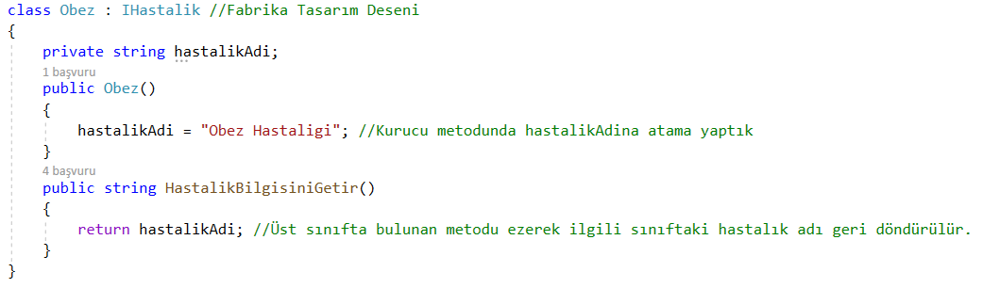 class Obez : IHastalik //Fabrika Tasarım Deseni
{
private string hastalikAdi;
1 başvuru
public Obez()
{
hastalikAdi = "Obez Hastaligi"; //Kurucu metodunda hastalikAdina atama yaptık
}
4 başvuru
public string HastalikBilgisiniGetir()
{
return hastalikAdi; //Üst sınıfta bulunan metodu ezerek ilgili sınıftaki hastalık adı geri döndürülür.
}
}